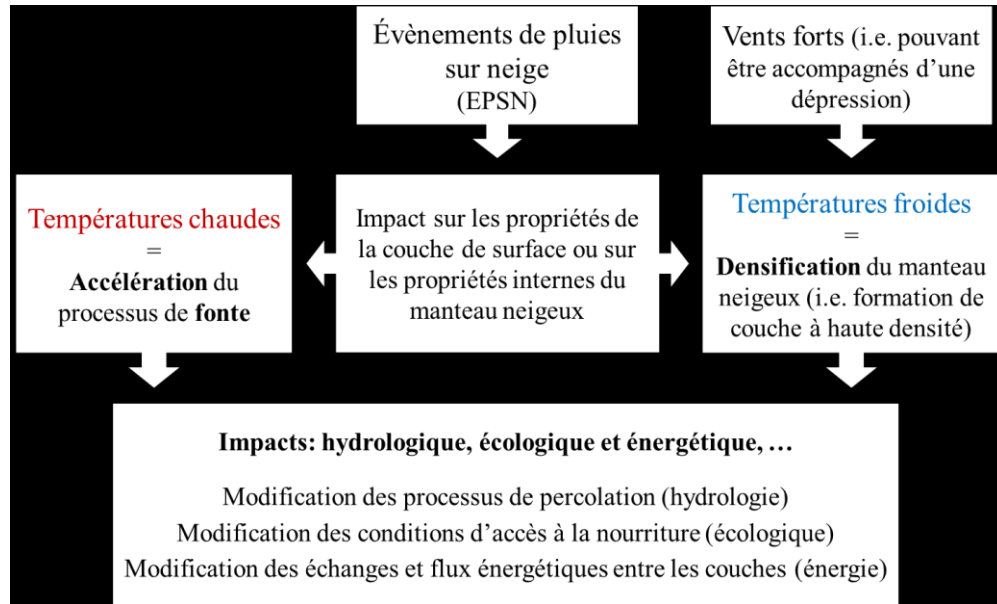 Évènements de pluies
sur neige
(EPSN)
Vents forts (i.e. pouvant
être accompagnés d'une
dépression)
Températures chaudes
=
Accélération du
processus de fonte
Impact sur les propriétés de
la couche de surface ou sur
les propriétés internes du
manteau neigeux
Températures froides
=
Densification du manteau
neigeux (i.e. formation de
couche à haute densité)
Impacts: hydrologique, écologique et énergétique, …
Modification des processus de percolation (hydrologie)
Modification des conditions d'accès à la nourriture (écologique)
Modification des échanges et flux énergétiques entre les couches (énergie)